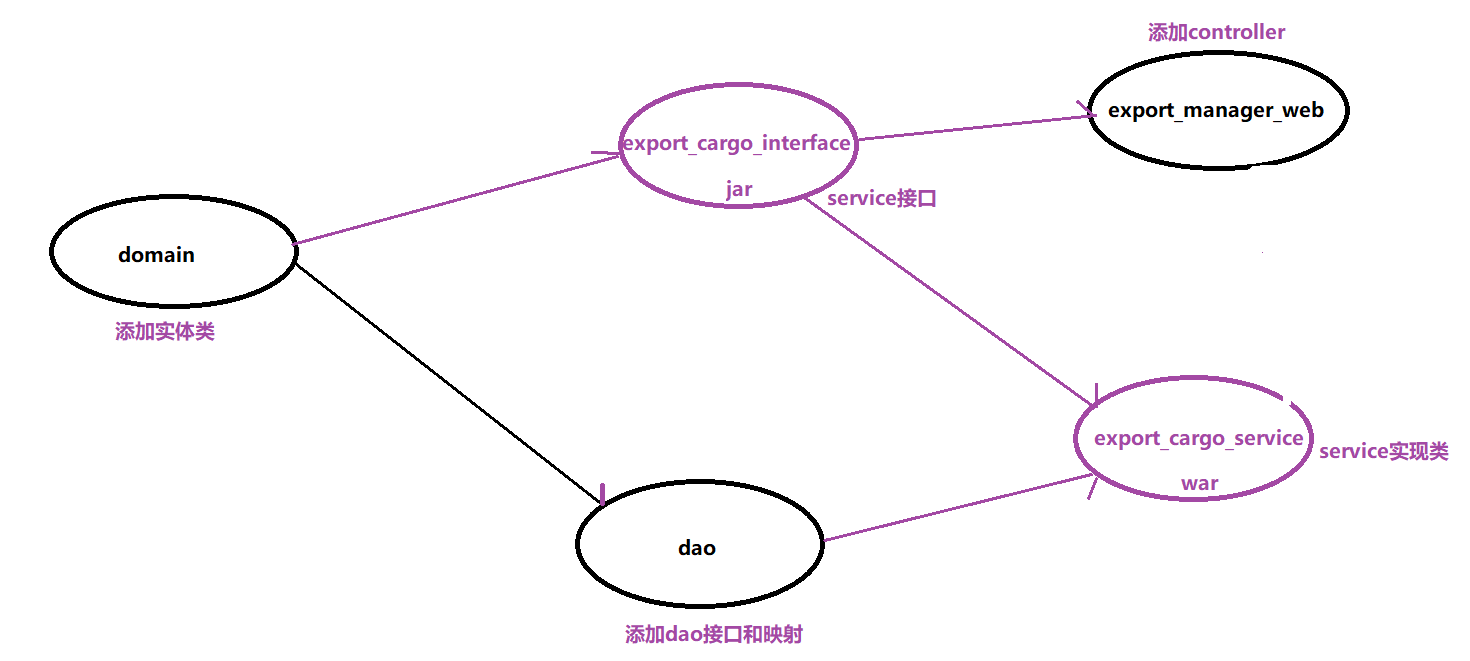 添加controller
export_manager_web
export_cargo_interface
jar
service接口
domain
添加实体类
export_cargo_service
war
service实现类
dao
添加dao接口和映射